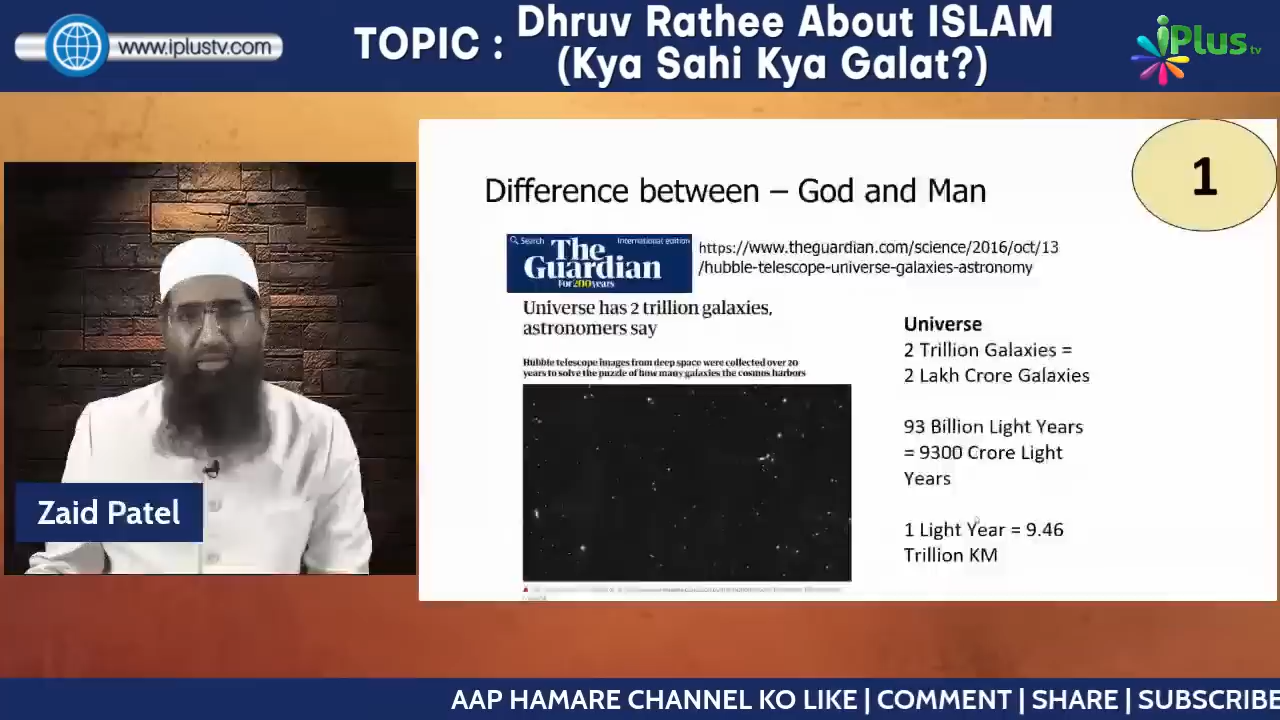 www.iplustv.com
TOPIC :
Dhruv Rathee About ISLAM
(Kya Sahi Kya Galat?)
iPlus tv
1
Difference between – God and Man
Search
International edition
The
Guardian
For 200 years
https://www.theguardian.com/science/2016/oct/13
/hubble-telescope-universe-galaxies-astronomy
Universe has 2 trillion galaxies,
astronomers say
Hubble telescope images from deep space were collected over 20
years to solve the puzzle of how many galaxies the cosmos harbors
Universe
2 Trillion Galaxies =
2 Lakh Crore Galaxies
93 Billion Light Years
= 9300 Crore Light
Years
1 Light Year = 9.46
Trillion KM
Zaid Patel
AAP HAMARE CHANNEL KO LIKE | COMMENT | SHARE | SUBSCRIBE